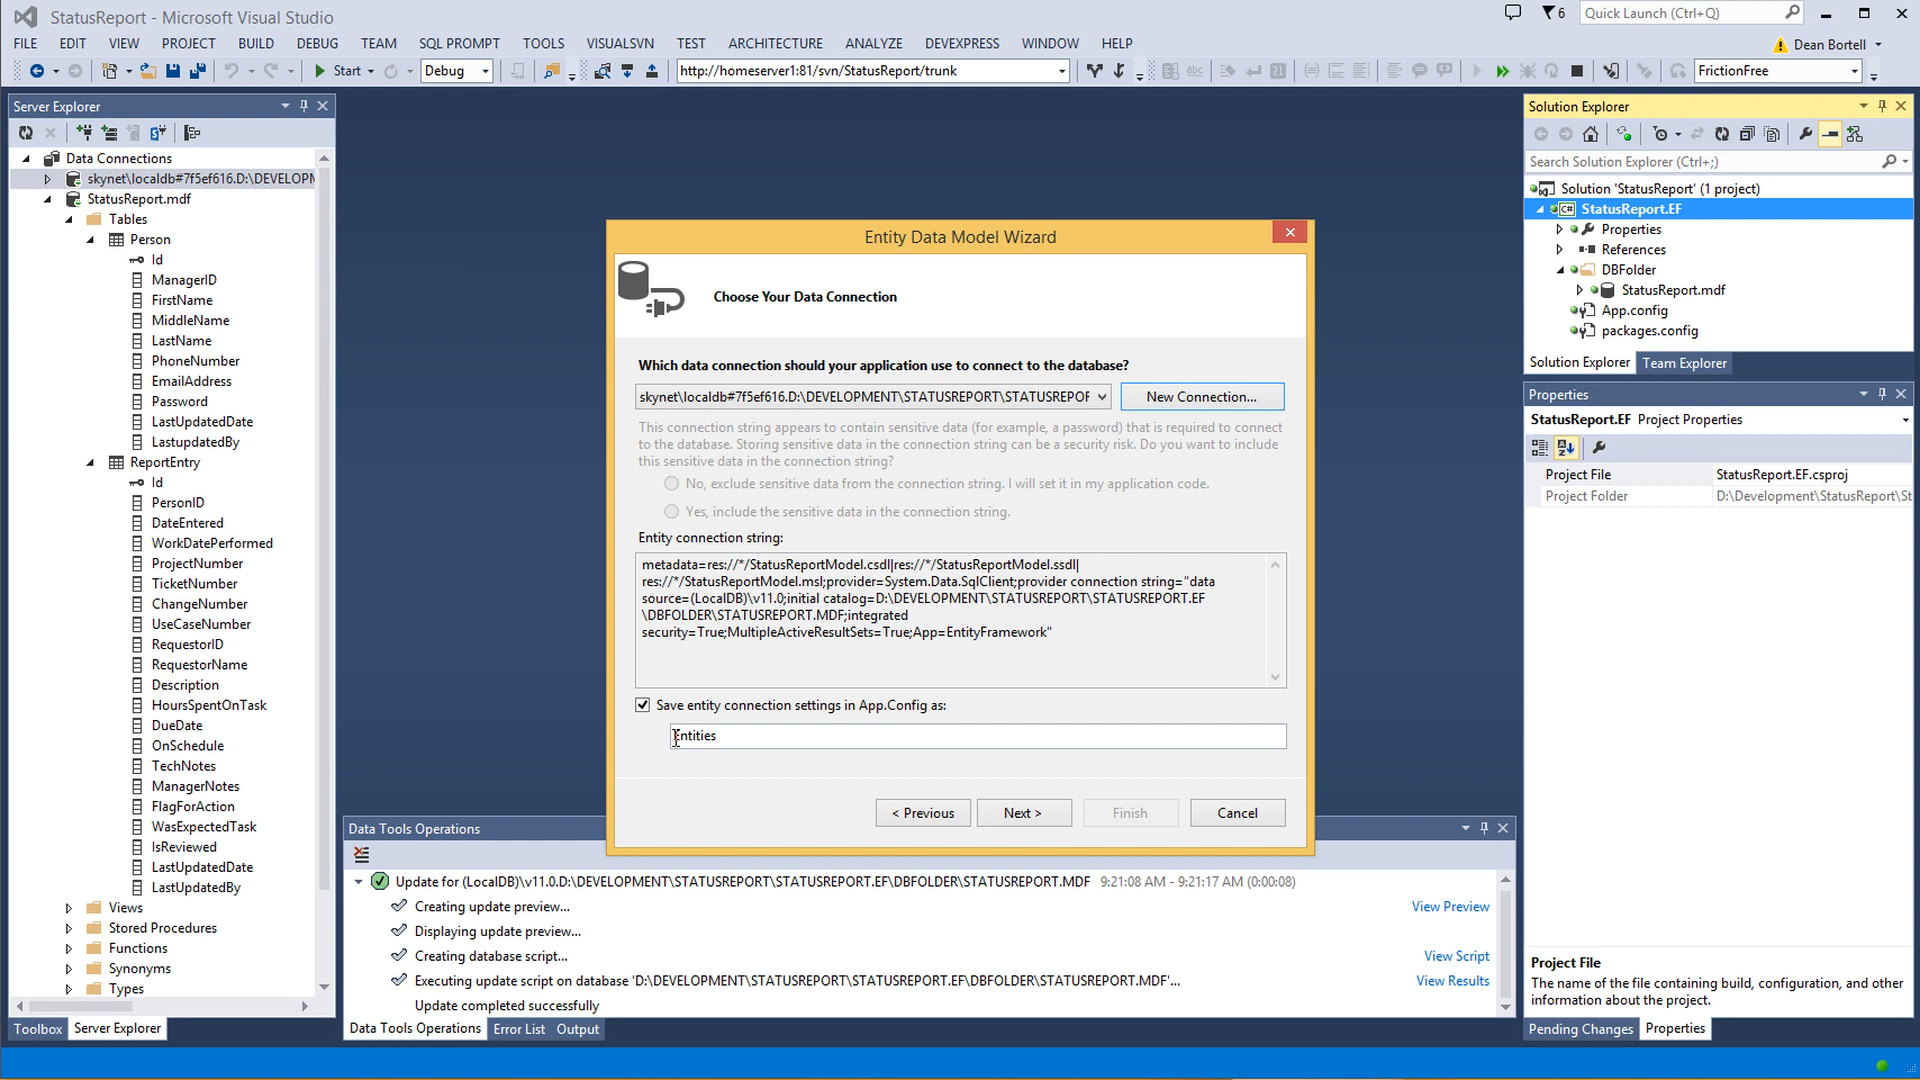 StatusReport - Microsoft Visual Studio
6
Quick Launch (Ctrl+Q)
FILE EDIT VIEW PROJECT BUILD DEBUG TEAM SQL PROMPT TOOLS VISUALSVN TEST ARCHITECTURE ANALYZE DEVEXPRESS WINDOW HELP
Dean Bortell
Start
Debug
http://homeserver1:81/svn/StatusReport/trunk
FrictionFree
Server Explorer
Data Connections
skynet\localdb#7f5ef616.D:\DEVELOPM
StatusReport.mdf
Tables
Person
Id
ManagerID
FirstName
MiddleName
LastName
PhoneNumber
EmailAddress
Password
LastUpdatedDate
LastupdatedBy
ReportEntry
Id
PersonID
DateEntered
WorkDatePerformed
ProjectNumber
TicketNumber
ChangeNumber
UseCaseNumber
RequestorID
RequestorName
Description
HoursSpentOnTask
DueDate
OnSchedule
TechNotes
ManagerNotes
FlagForAction
WasExpectedTask
IsReviewed
LastUpdatedDate
LastUpdatedBy
Views
Stored Procedures
Functions
Synonyms
Types
Toolbox Server Explorer
Entity Data Model Wizard
Choose Your Data Connection
Which data connection should your application use to connect to the database?
skynet\localdb#7f5ef616.D:\DEVELOPMENT\STATUSREPORT\STATUSREPOR
New Connection...
This connection string appears to contain sensitive data (for example, a password) that is required to connect
to the database. Storing sensitive data in the connection string can be a security risk. Do you want to include
this sensitive data in the connection string?
No, exclude sensitive data from the connection string. I will set it in my application code.
Yes, include the sensitive data in the connection string.
Entity connection string:
metadata=res://*/StatusReportModel.csdl|res://*/StatusReportModel.ssdl|
res://*/StatusReportModel.msl;provider=System.Data.SqlClient;provider connection string="data
source=(LocalDB)\v11.0;initial catalog=D:\DEVELOPMENT\STATUSREPORT\STATUSREPORT.EF
\DBFOLDER\STATUSREPORT.MDF;integrated
security=True;MultipleActiveResultSets=True;App=EntityFramework"
Save entity connection settings in App.Config as:
Entities
< Previous
Next >
Finish
Cancel
Data Tools Operations
Update for (LocalDB)\v11.0.D:\DEVELOPMENT\STATUSREPORT\STATUSREPORT.EF\DBFOLDER\STATUSREPORT.MDF 9:21:08 AM - 9:21:17 AM (0:00:08)
Creating update preview... View Preview
Displaying update preview...
Creating database script... View Script
Executing update script on database 'D:\DEVELOPMENT\STATUSREPORT\STATUSREPORT.EF\DBFOLDER\STATUSREPORT.MDF'... View Results
Update completed successfully
Data Tools Operations Error List Output
Solution Explorer
Search Solution Explorer (Ctrl+;)
Solution 'StatusReport' (1 project)
C# StatusReport.EF
Properties
References
DBFolder
StatusReport.mdf
App.config
packages.config
Solution Explorer Team Explorer
Properties
StatusReport.EF Project Properties
Project File StatusReport.EF.csproj
Project Folder D:\Development\StatusReport\St
Project File
The name of the file containing build, configuration, and other
information about the project.
Pending Changes Properties